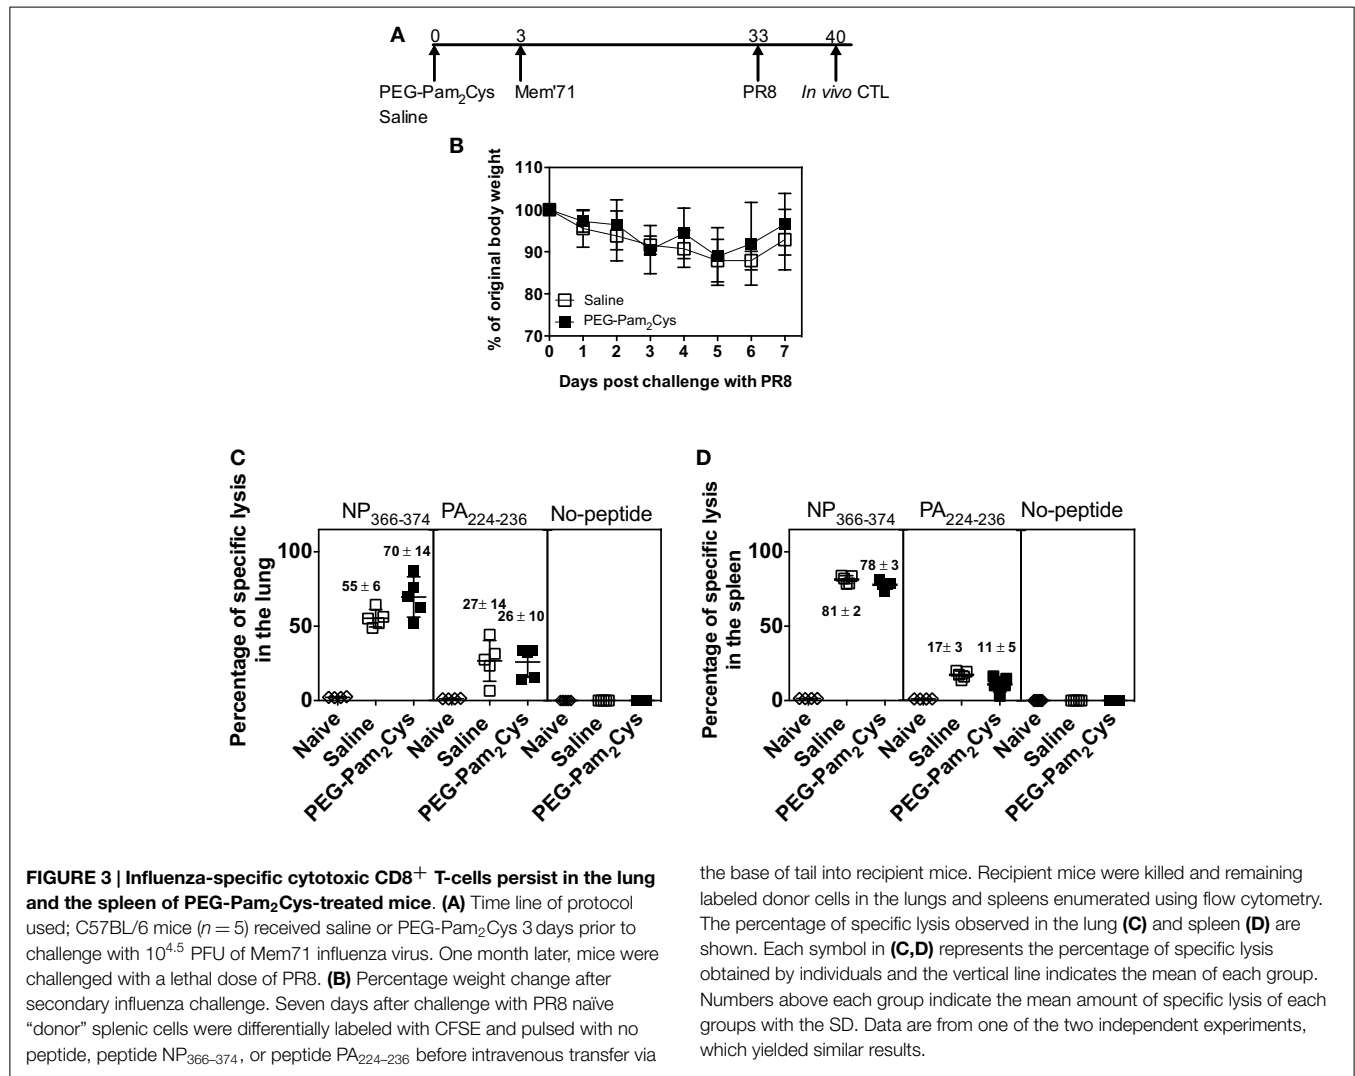 A
0 3 33 40
PEG-Pam2Cys Mem'71 PR8 In vivo CTL
Saline
B
% of original body weight
110
100
90
80
70
Saline
PEG-Pam2Cys
0 1 2 3 4 5 6 7
Days post challenge with PR8
C
Percentage of specific lysis
in the lung
NP366-374 PA224-236 No-peptide
100
50
0
55 ± 6
70 ± 14
27± 14
26 ± 10
Naive
Saline
PEG-Pam2Cys
Naive
Saline
PEG-Pam2Cys
Naive
Saline
PEG-Pam2Cys
D
Percentage of specific lysis
in the spleen
NP366-374 PA224-236 No-peptide
100
50
0
81 ± 2
78 ± 3
17± 3
11 ± 5
Naive
Saline
PEG-Pam2Cys
Naive
Saline
PEG-Pam2Cys
Naive
Saline
PEG-Pam2Cys
FIGURE 3 | Influenza-specific cytotoxic CD8+ T-cells persist in the lung
and the spleen of PEG-Pam2Cys-treated mice. (A) Time line of protocol
used; C57BL/6 mice (n = 5) received saline or PEG-Pam2Cys 3 days prior to
challenge with 10^4.5 PFU of Mem71 influenza virus. One month later, mice were
challenged with a lethal dose of PR8. (B) Percentage weight change after
secondary influenza challenge. Seven days after challenge with PR8 naïve
“donor” splenic cells were differentially labeled with CFSE and pulsed with no
peptide, peptide NP366–374, or peptide PA224–236 before intravenous transfer via
the base of tail into recipient mice. Recipient mice were killed and remaining
labeled donor cells in the lungs and spleens enumerated using flow cytometry.
The percentage of specific lysis observed in the lung (C) and spleen (D) are
shown. Each symbol in (C,D) represents the percentage of specific lysis
obtained by individuals and the vertical line indicates the mean of each group.
Numbers above each group indicate the mean amount of specific lysis of each
groups with the SD. Data are from one of the two independent experiments,
which yielded similar results.